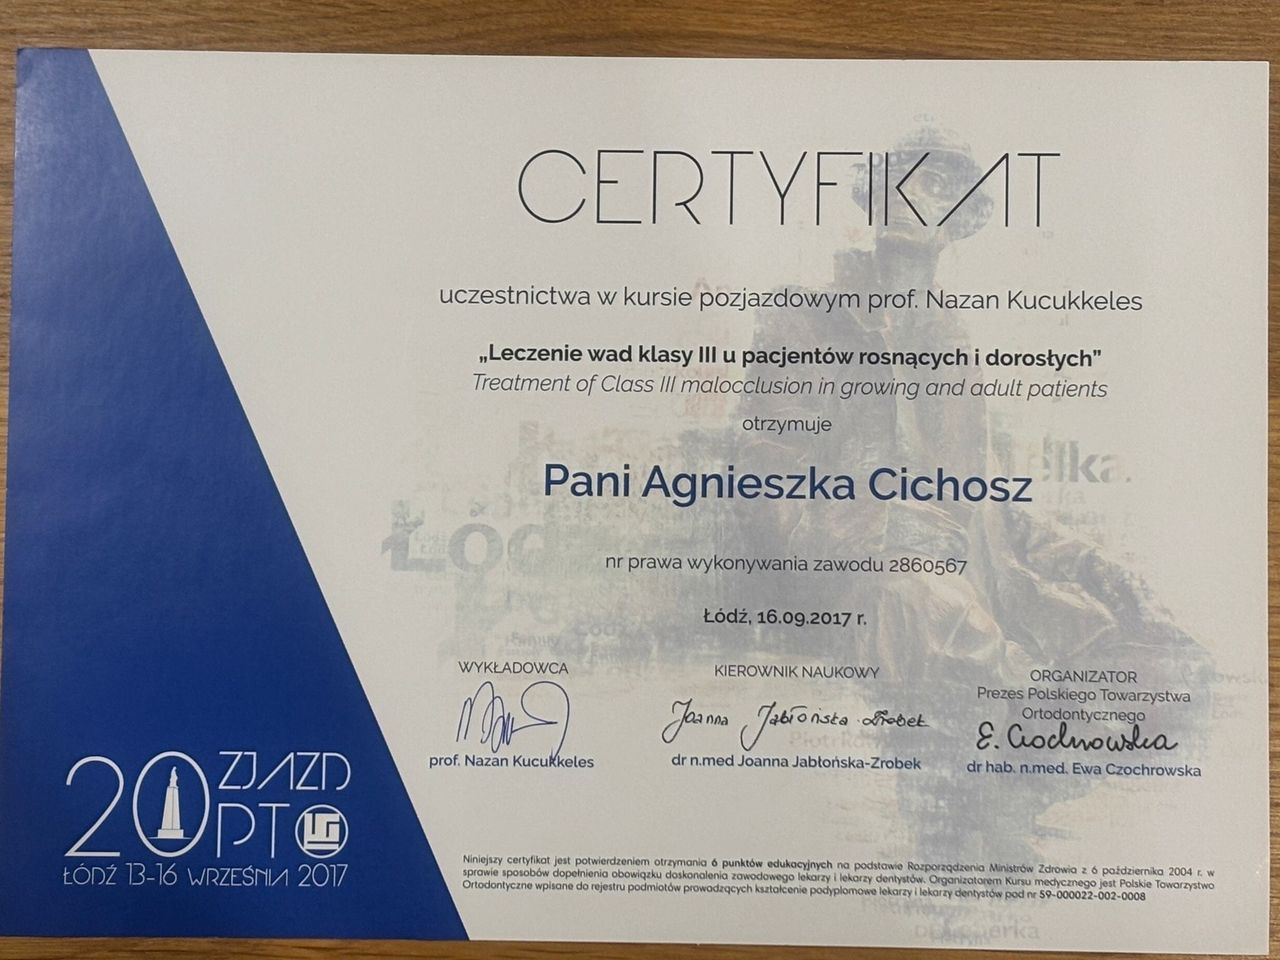 CERTYFIKAT
uczestnictwa w kursie pozjazdowym prof. Nazan Kucukkeles
„Leczenie wad klasy III u pacjentów rosnących i dorosłych”
Treatment of Class III malocclusion in growing and adult patients
otrzymuje
Pani Agnieszka Cichosz
nr prawa wykonywania zawodu 2860567
Łódź, 16.09.2017 r.
WYKŁADOWCA
prof. Nazan Kucukkeles
KIEROWNIK NAUKOWY
Joanna Jabłońska-Zrobek
dr n.med Joanna Jabłońska-Zrobek
ORGANIZATOR
Prezes Polskiego Towarzystwa
Ortodontycznego
E. Czochrowska
dr hab. n.med. Ewa Czochrowska
20 ZJAZD
PTO
ŁÓDŹ 13-16 WRZEŚNIA 2017
Niniejszy certyfikat jest potwierdzeniem otrzymania 6 punktów edukacyjnych na podstawie Rozporządzenia Ministrów Zdrowia z 6 października 2004 r. w
sprawie sposobów dopełnienia obowiązku doskonalenia zawodowego lekarzy i lekarzy dentystów. Organizatorem Kursu medycznego jest Polskie Towarzystwo
Ortodontyczne wpisane do rejestru podmiotów prowadzących kształcenie podyplomowe lekarzy i lekarzy dentystów pod nr 59-000022-002-0008